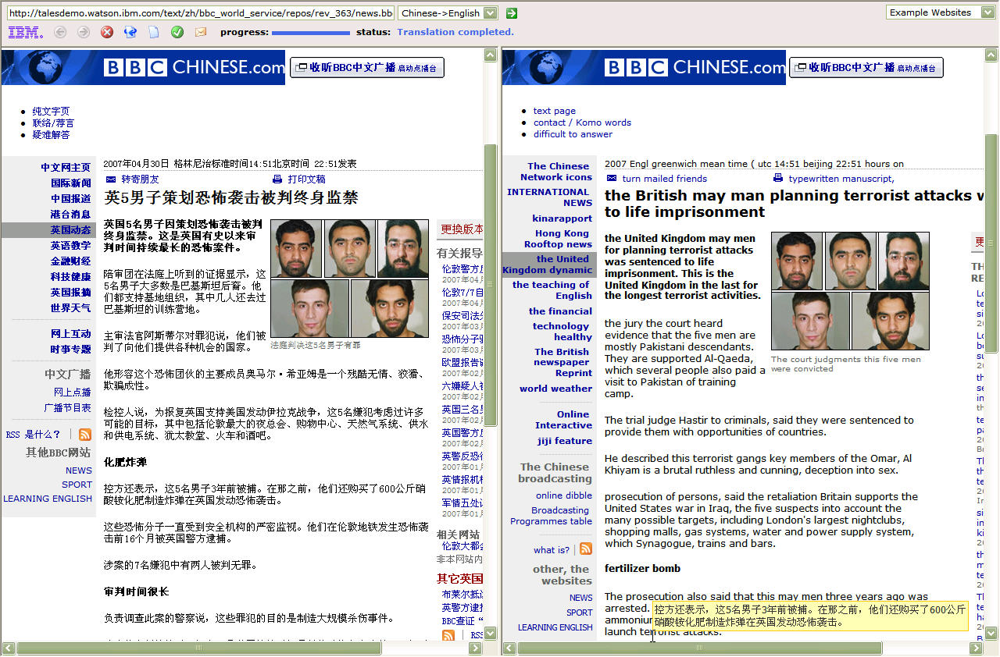 http://talesdemo.watson.ibm.com/text/zh/bbc_world_service/repos/rev_363/news.bb
Chinese->English
Example Websites
IBM.
progress:
status: Translation completed.
BBC CHINESE.com
收听BBC中文广播 启动点播台
纯文字页
联络/荐言
疑难解答
中文网主页
国际新闻
中国报道
港台消息
英国动态
英语教学
金融财经
科技健康
英国报摘
世界天气
网上互动
时事专题
中文广播
网上点播
广播节目表
RSS 是什么?
其他BBC网站
NEWS
SPORT
LEARNING ENGLISH
2007年04月30日 格林尼治标准时间14:51北京时间 22:51发表
转寄朋友
打印文稿
英5男子策划恐怖袭击被判终身监禁
英国5名男子因策划恐怖袭击被判
终身监禁。这是英国有史以来审
判时间持续最长的恐怖案件。
陪审团在法庭上听到的证据显示，这
5名男子大多数是巴基斯坦后裔。他
们都支持基地组织，其中几人还去过
巴基斯坦的训练营地。
主审法官阿斯蒂尔对罪犯说，他们被
判了向他们提供各种机会的国家。
法庭判决这5名男子有罪
他形容这个恐怖团伙的主要成员奥马尔·希亚姆是一个残酷无情、狡猾、
欺骗成性。
检控人说，为报复英国支持美国发动伊拉克战争，这5名嫌犯考虑过许多
可能的目标，其中包括伦敦最大的夜总会、购物中心、天然气系统、供水
和供电系统、犹太教堂、火车和酒吧。
化肥炸弹
控方还表示，这5名男子3年前被捕。在那之前，他们还购买了600公斤硝
酸铵化肥制造炸弹在英国发动恐怖袭击。
这些恐怖分子一直受到安全机构的严密监视。他们在伦敦地铁发生恐怖袭
击前16个月被英国警方逮捕。
涉案的7名嫌犯中有两人被判无罪。
审判时间很长
负责调查此案的警察说，这些罪犯的目的是制造大规模杀伤事件。
更换版本
有关报导
伦敦警方
2007年04
伦敦7/7自
2007年04
保安司法
2007年03
恐怖分子
2007年02
欧盟报告
2007年02
六嫌疑人被
2007年02
英国三名
2007年02
英国警方
2007年02
英警反恐
2007年01
英情报机
2007年01
军情五处
2007年01
相关网站
伦敦大都
非本网站内
其它英国
布莱尔抵
英警方逮
BBC查证
RSS
BBC CHINESE.com
收听BBC中文广播 启动点播台
text page
contact / Komo words
difficult to answer
The Chinese
Network icons
INTERNATIONAL
NEWS
kinarapport
Hong Kong
Rooftop news
the United
Kingdom dynamic
the teaching of
English
the financial
technology
healthy
The British
newspaper
Reprint
world weather
Online
Interactive
jiji feature
The Chinese
broadcasting
online dibble
Broadcasting
Programmes table
what is?
other, the
websites
NEWS
SPORT
LEARNING ENGLISH
2007 Engl greenwich mean time ( utc 14:51 beijing 22:51 hours on
turn mailed friends
typewritten manuscript,
the British may man planning terrorist attacks w
to life imprisonment
the United Kingdom may men
for planning terrorist attacks
was sentenced to life
imprisonment. This is the
United Kingdom in the last for
the longest terrorist activities.
the jury the court heard
evidence that the five men are
mostly Pakistani descendants.
They are supported Al-Qaeda,
which several people also paid a
visit to Pakistan of training
camp.
The court judgments this five men
were convicted
The trial judge Hastir to criminals, said they were sentenced to
provide them with opportunities of countries.
He described this terrorist gangs key members of the Omar, Al
Khiyam is a brutal ruthless and cunning, deception into sex.
prosecution of persons, said the retaliation Britain supports the
United States war in Iraq, the five suspects into account the
many possible targets, including London's largest nightclubs,
shopping malls, gas systems, water and power supply system,
which Synagogue, trains and bars.
fertilizer bomb
The prosecution also said that this may men three years ago was
arrested.
ammoniur
launch terrorist attacks.
控方还表示，这5名男子3年前被捕。在那之前，他们还购买了600公斤
硝酸铵化肥制造炸弹在英国发动恐怖袭击。